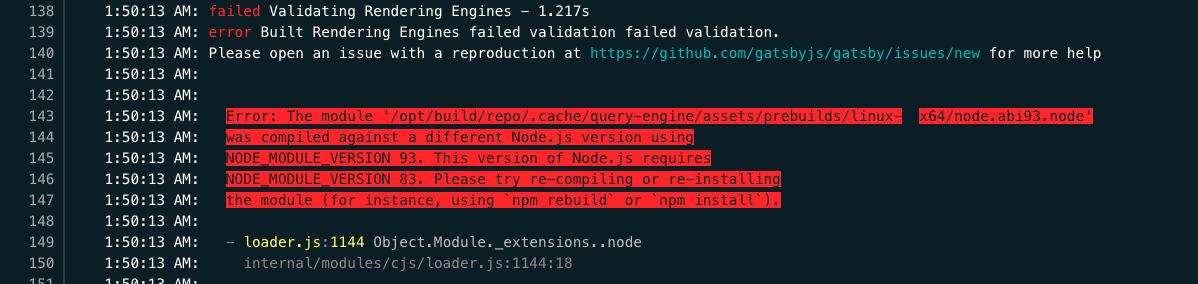 138 1:50:13 AM: failed Validating Rendering Engines - 1.217s
139 1:50:13 AM: error Built Rendering Engines failed validation failed validation.
140 1:50:13 AM: Please open an issue with a reproduction at https://github.com/gatsbyjs/gatsby/issues/new for more help
141 1:50:13 AM:
142 1:50:13 AM:
143 1:50:13 AM: Error: The module '/opt/build/repo/.cache/query-engine/assets/prebuilds/linux- x64/node.abi93.node'
144 1:50:13 AM: was compiled against a different Node.js version using
145 1:50:13 AM: NODE_MODULE_VERSION 93. This version of Node.js requires
146 1:50:13 AM: NODE_MODULE_VERSION 83. Please try re-compiling or re-installing
147 1:50:13 AM: the module (for instance, using `npm rebuild` or `npm install`).
148 1:50:13 AM:
149 1:50:13 AM: - loader.js:1144 Object.Module._extensions..node
150 1:50:13 AM: internal/modules/cjs/loader.js:1144:18
151 1:50:13 AM: